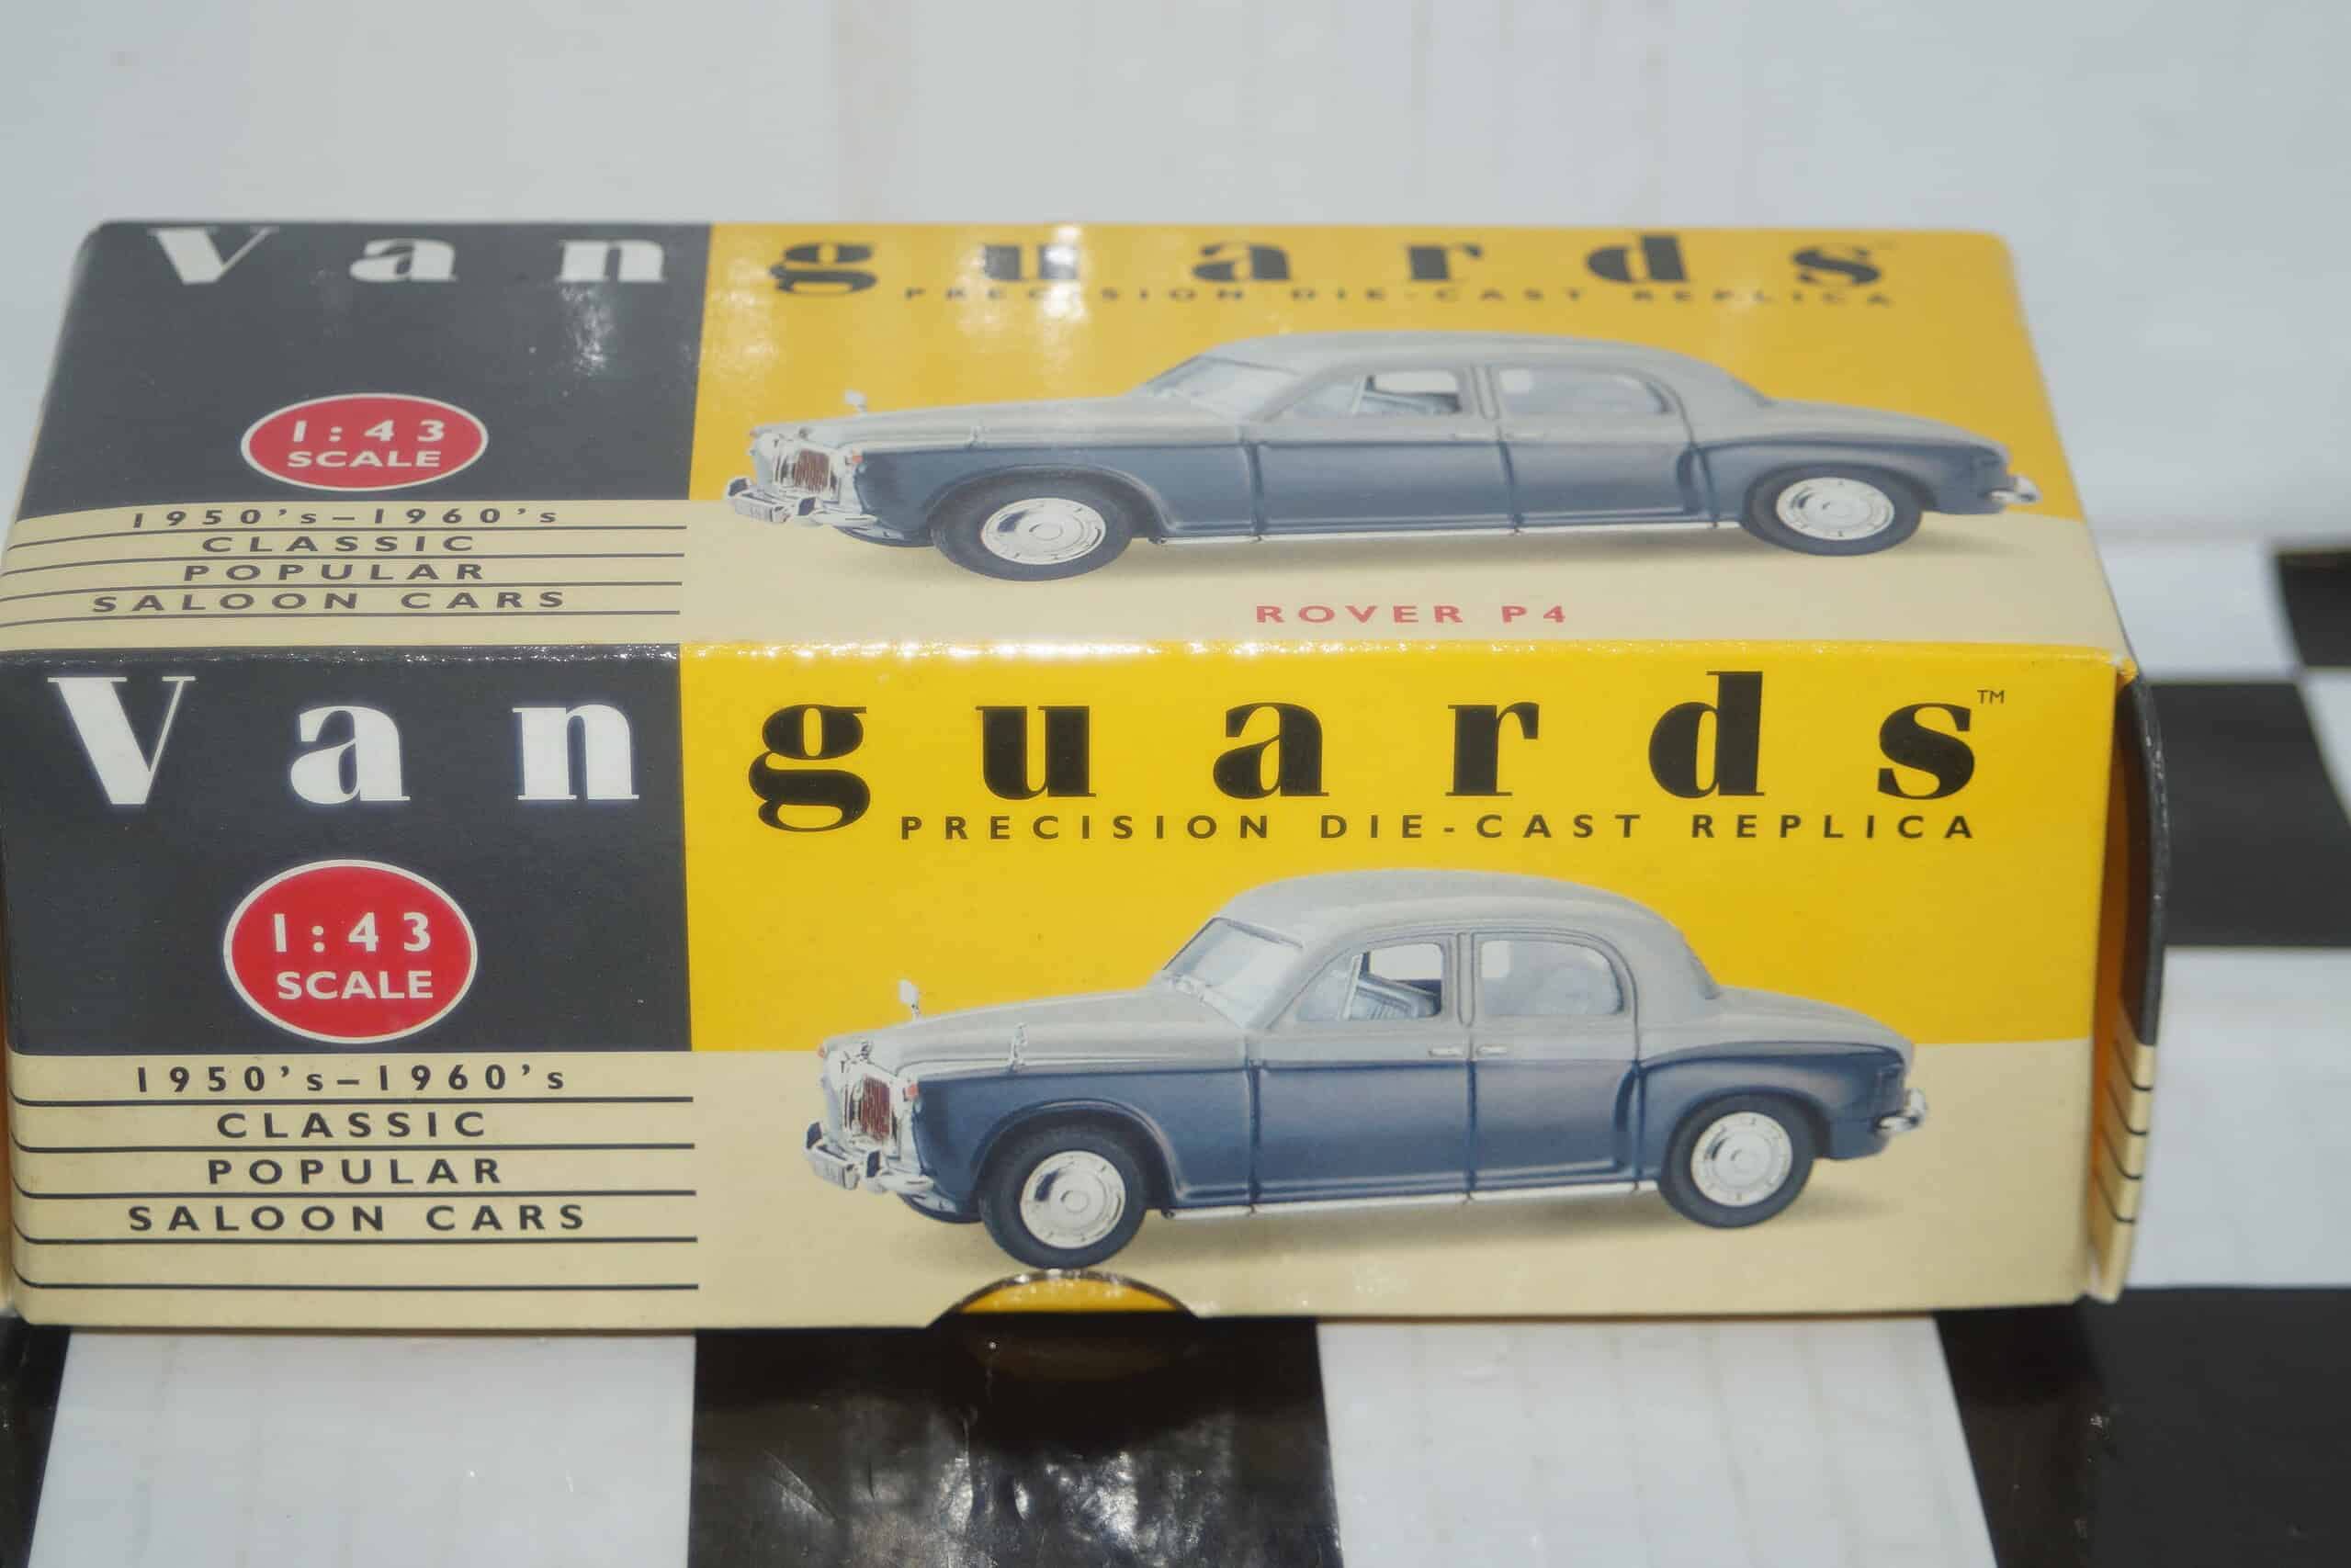 Vanguards
PRECISION DIE-CAST REPLICA
1:43
SCALE
1950's–1960's
CLASSIC
POPULAR
SALOON CARS
ROVER P4
Vanguards™
PRECISION DIE-CAST REPLICA
1:43
SCALE
1950's–1960's
CLASSIC
POPULAR
SALOON CARS